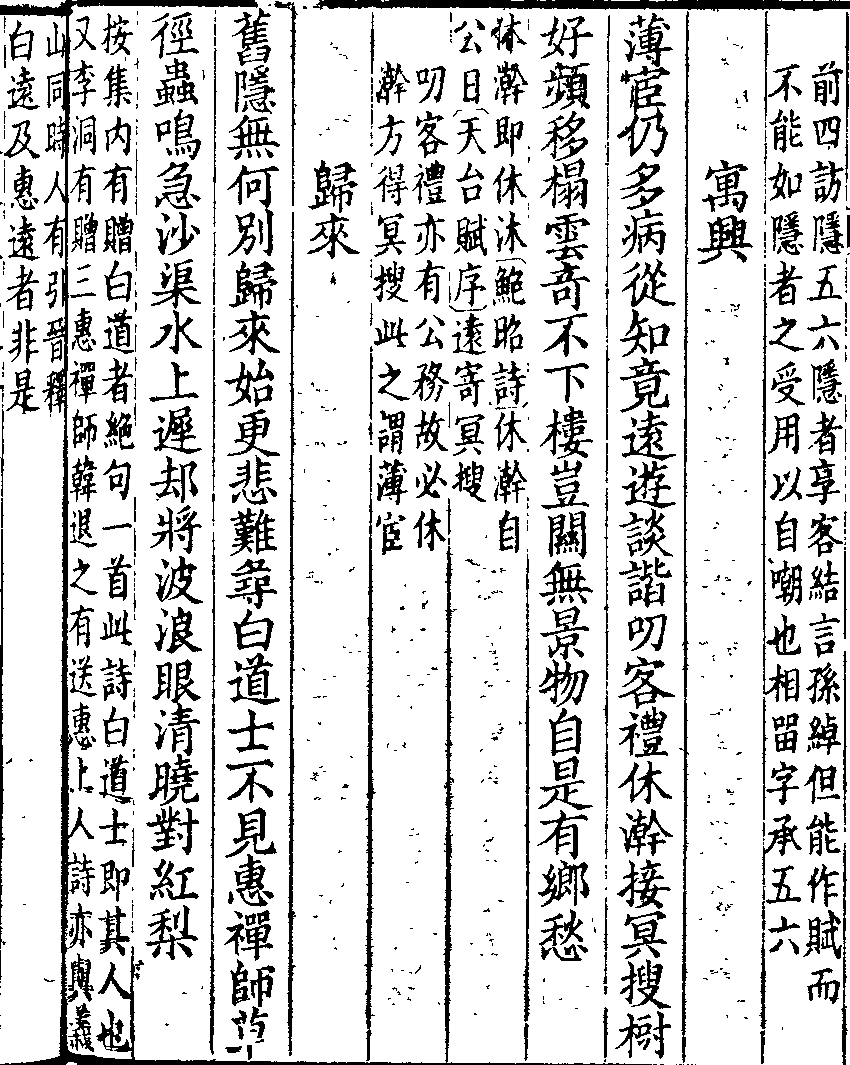 前四訪隱五六隱者享客結言孫綽但能作賦而
不能如隱者之受用以自嘲也相留字承五六
寓興
薄宦仍多病從知竟遠遊談諧叨客禮休澣接冥搜樹
好頻移榻雲奇不下樓豈關無景物自是有鄉愁
休澣即休沐鮑昭詩休澣自
公日天台賦序遠寄冥搜
叨客禮亦有公務故必休
澣方得冥搜此之謂薄宦
歸來
舊隱無何別歸來始更悲難尋白道士不見惠禪師草
徑蟲鳴急沙渠水上遲却將波浪眼清曉對紅梨
按集內有贈白道者絕句一首此詩白道士即其人也
又李洞有贈三惠禪師韓退之有送惠上人詩亦與義
山同時人有引晉釋
白遠及惠遠者非是